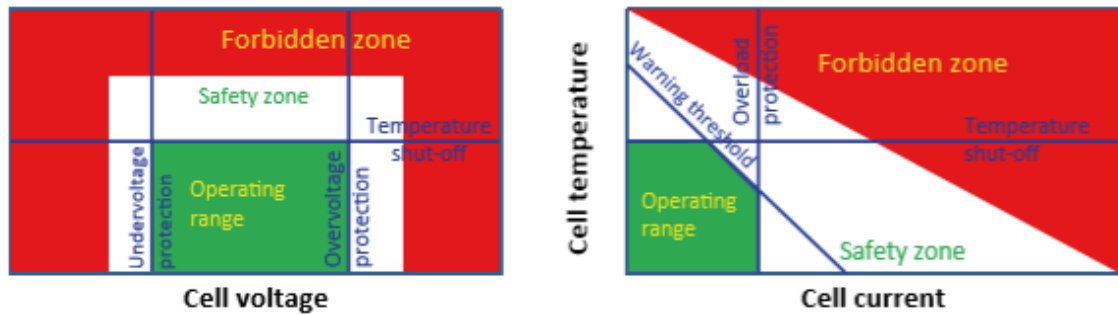 Forbidden zone
Safety zone
Temperature
shut-off
Undervoltage
protection
Operating
range
Overvoltage
protection
Cell voltage
Cell temperature
Warning threshold
Overload
protection
Forbidden zone
Temperature
shut-off
Operating
range
Safety zone
Cell current